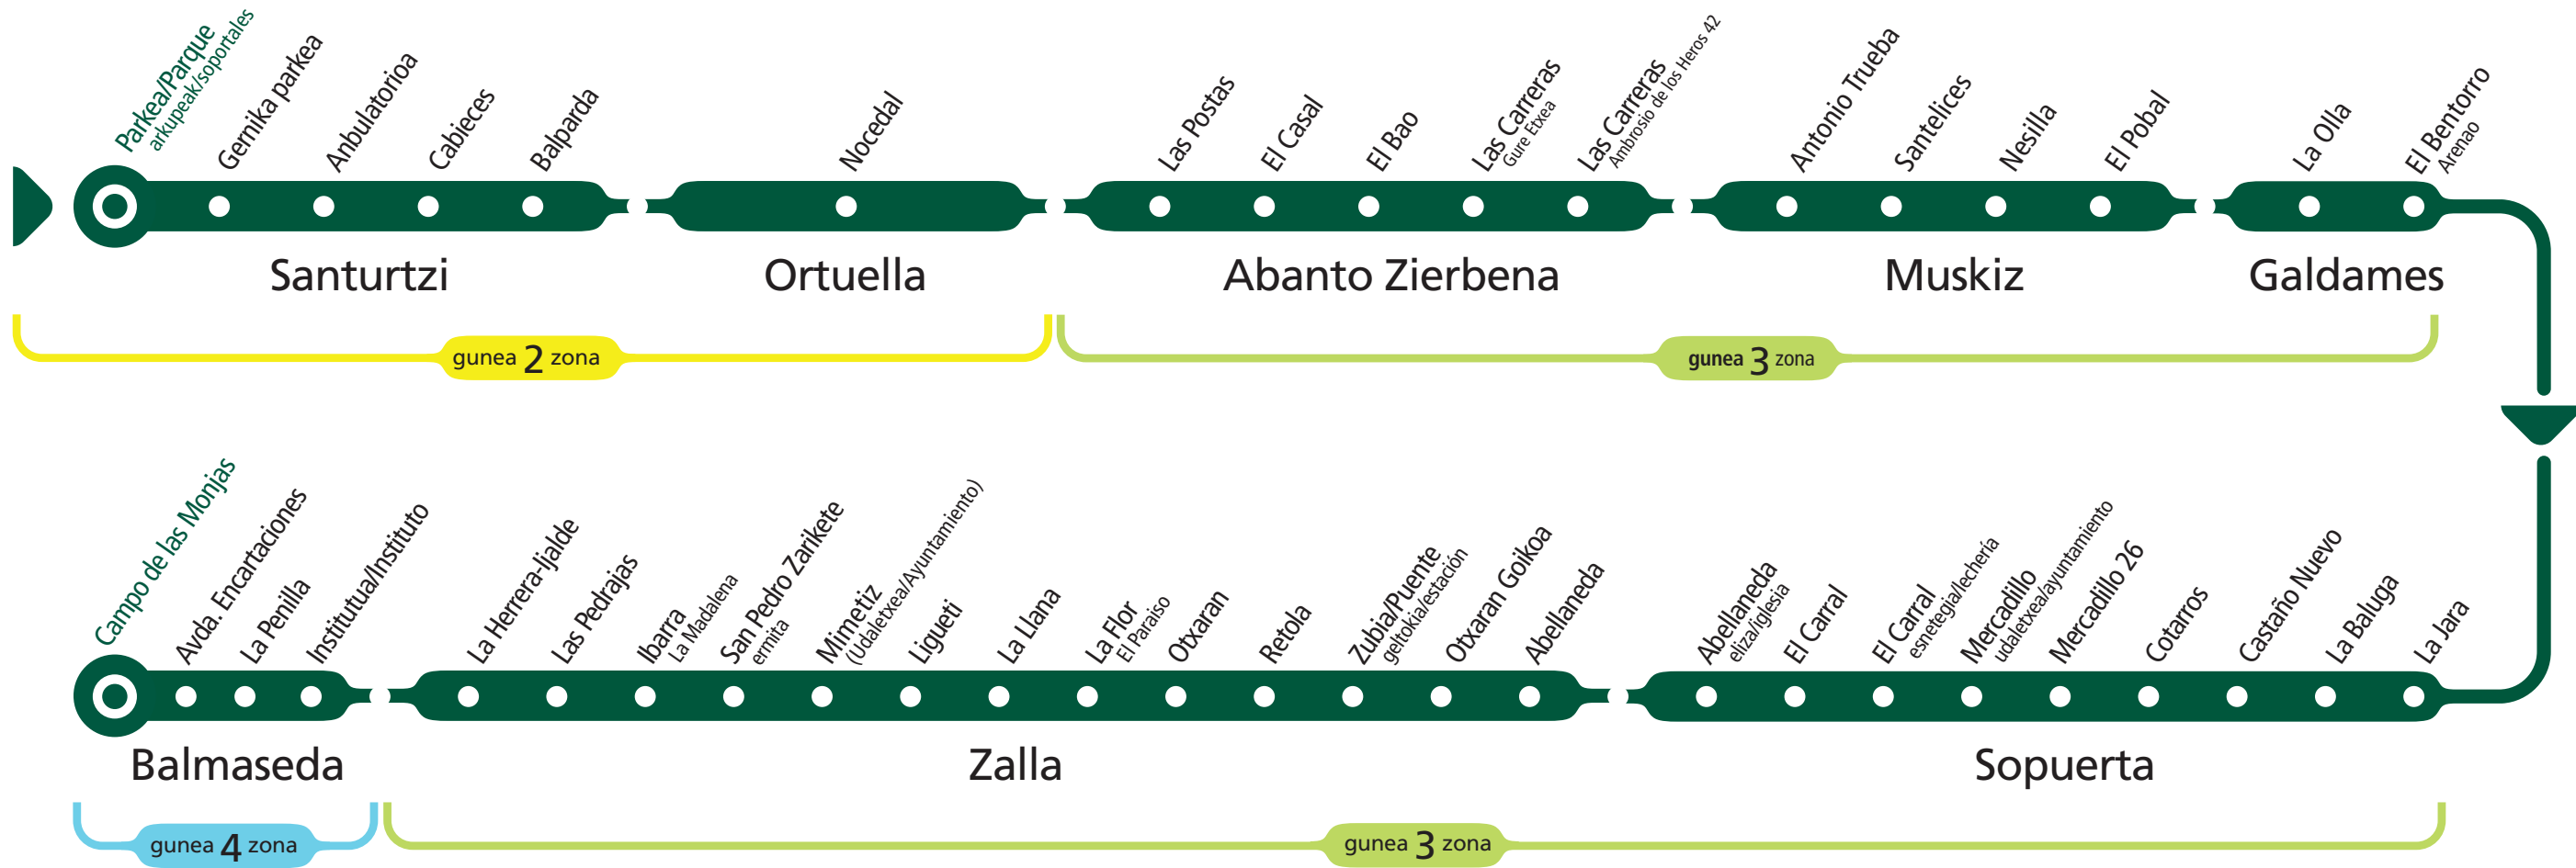 Parkea/Parque
arkupeak/soportales
Gernika parkea
Anbulatorioa
Cabieces
Balparda
Nocedal
Las Postas
El Casal
El Bao
Las Carreras
Gure Etxea
Las Carreras
Ambrosio de los Heros 42
Antonio Trueba
Santelices
Nesilla
El Pobal
La Olla
El Bentorro
Arenao
Santurtzi
Ortuella
Abanto Zierbena
Muskiz
Galdames
gunea 2 zona
gunea 3 zona
Campo de las Monjas
Avda. Encartaciones
La Penilla
Institutua/Instituto
La Herrera-Ijalde
Las Pedrajas
Ibarra
La Madalena
San Pedro Zarikete
ermita
Mimetiz
(Udaletxea/Ayuntamiento)
Ligueti
La Llana
La Flor
El Paraiso
Otxaran
Retola
Zubia/Puente
geltokia/estación
Otxaran Goikoa
Abellaneda
Abellaneda
eliza/iglesia
El Carral
El Carral
esnetegia/lechería
Mercadillo
udaletxea/ayuntamiento
Mercadillo 26
Cotarros
Castaño Nuevo
La Baluga
La Jara
Balmaseda
Zalla
Sopuerta
gunea 4 zona
gunea 3 zona